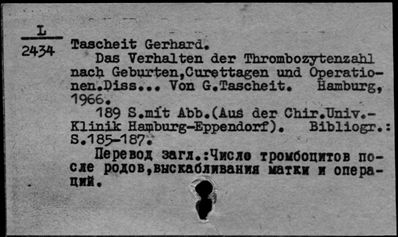 L
2434
Tascheit Gerhard.
Das Verhalten der Thrombozytenzahl
nach Geburten,Curettagen und Operatio-
nen.Diss... Von G.Tascheit. Hamburg,
1966.
189 S.mit Abb.(Aus der Chir.Univ.-
Klinik Hamburg-Eppendorf). Bibliogr.:
S.185-187.
Перевод загл.:Число тромбоцитов по-
сле родов,выскабливания матки и опера-
ций.